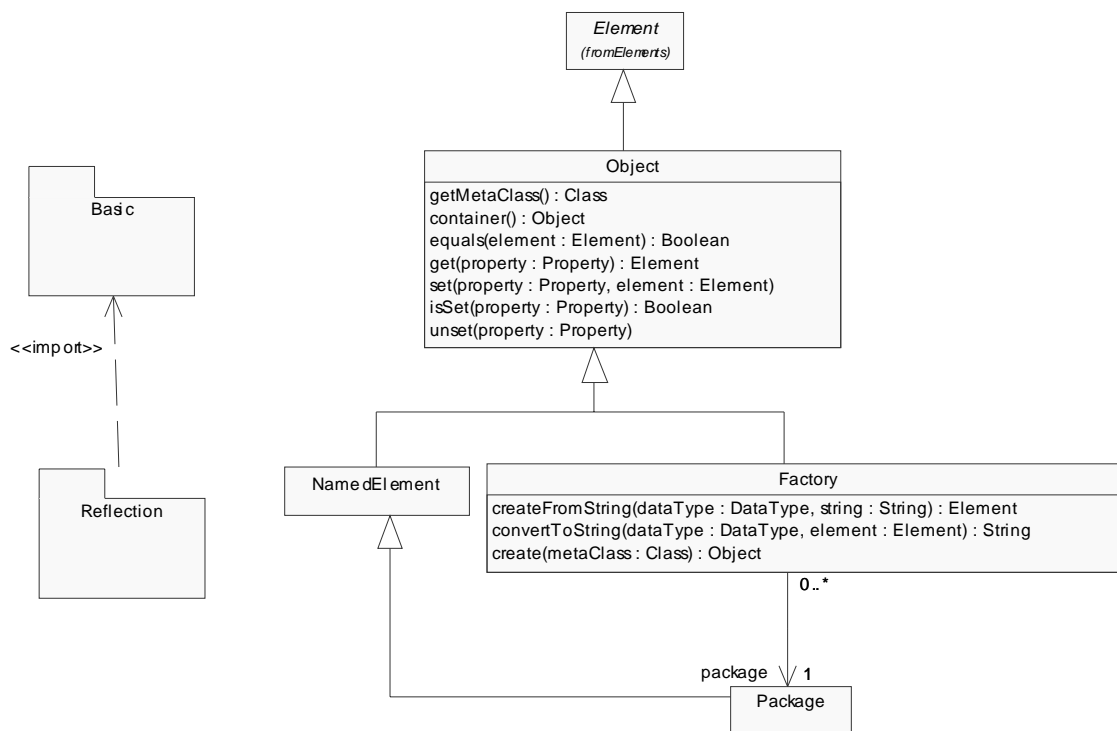 Element
(fromElements)
Object
getMetaClass() : Class
container() : Object
equals(element : Element) : Boolean
get(property : Property) : Element
set(property : Property, element : Element)
isSet(property : Property) : Boolean
unset(property : Property)
Basic
<<import>>
Reflection
NamedElement
Factory
createFromString(dataType : DataType, string : String) : Element
convertToString(dataType : DataType, element : Element) : String
create(metaClass : Class) : Object
0..*
package 1
Package